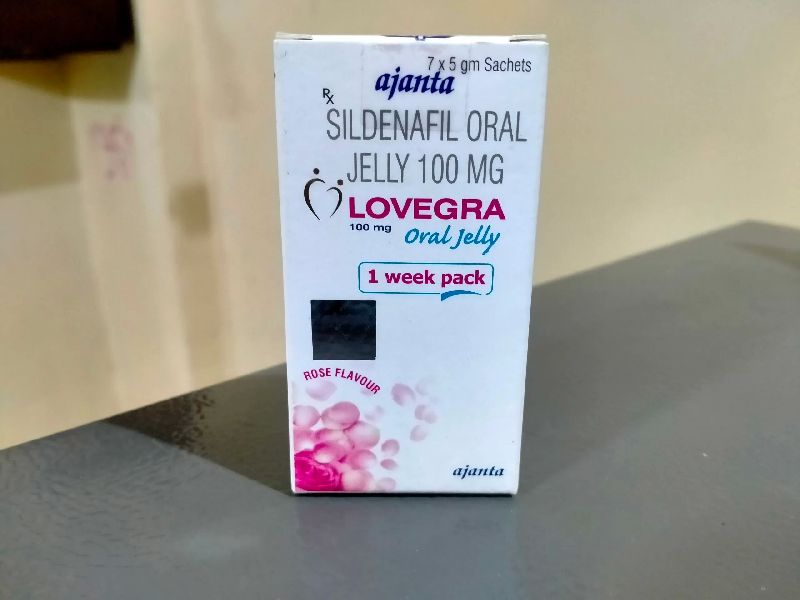 7 x 5 gm Sachets
ajanta
Rx
SILDENAFIL ORAL
JELLY 100 MG
LOVEGRA
100 mg Oral Jelly
1 week pack
ROSE FLAVOUR
ajanta